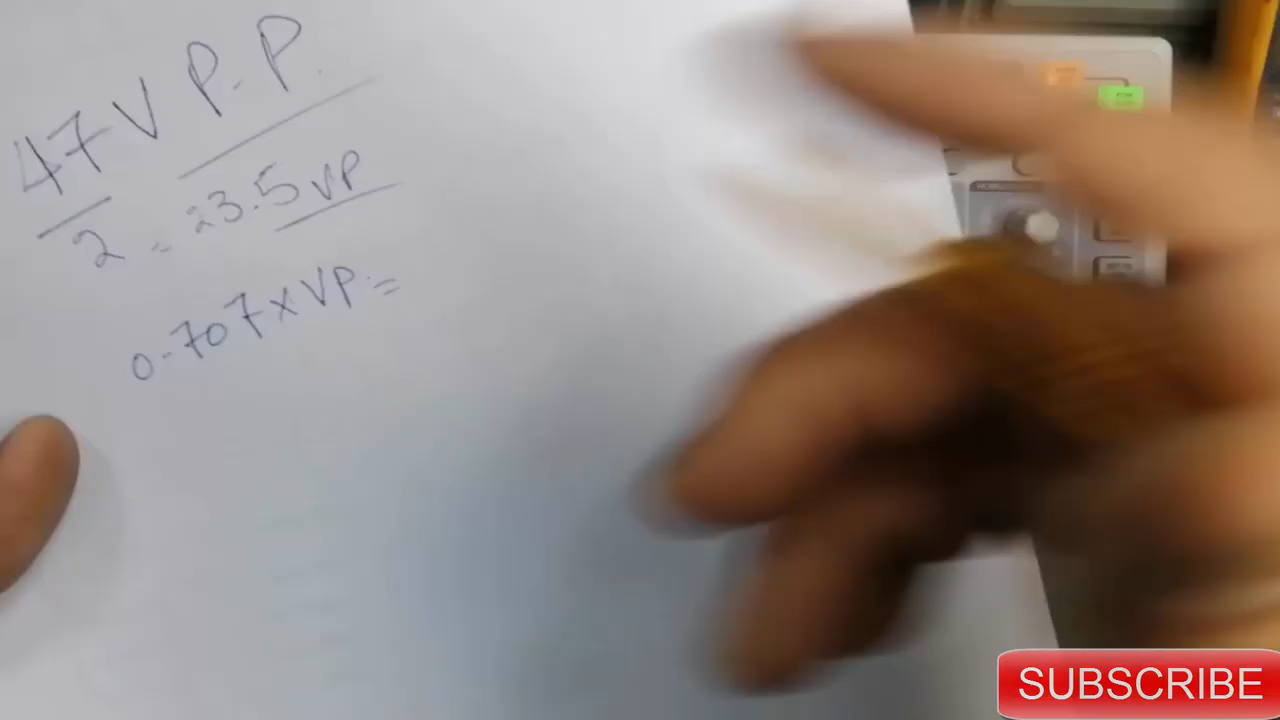 47 V P.P
2 = 23.5 VP
0.707 x VP =
SUBSCRIBE